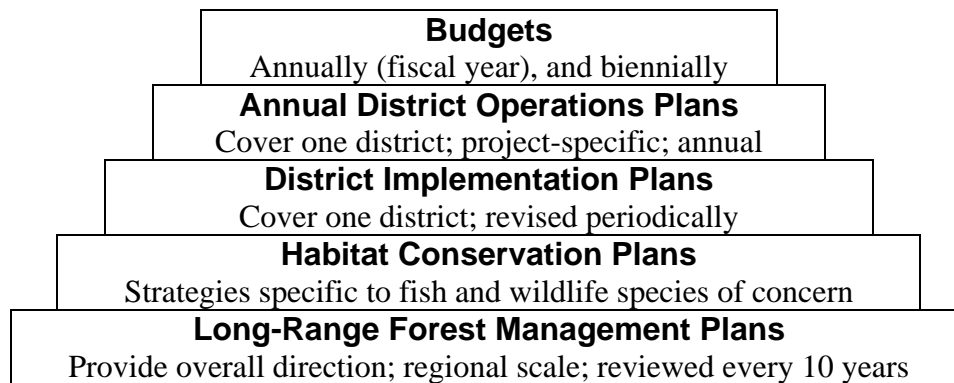 Budgets
Annually (fiscal year), and biennially
Annual District Operations Plans
Cover one district; project-specific; annual
District Implementation Plans
Cover one district; revised periodically
Habitat Conservation Plans
Strategies specific to fish and wildlife species of concern
Long-Range Forest Management Plans
Provide overall direction; regional scale; reviewed every 10 years